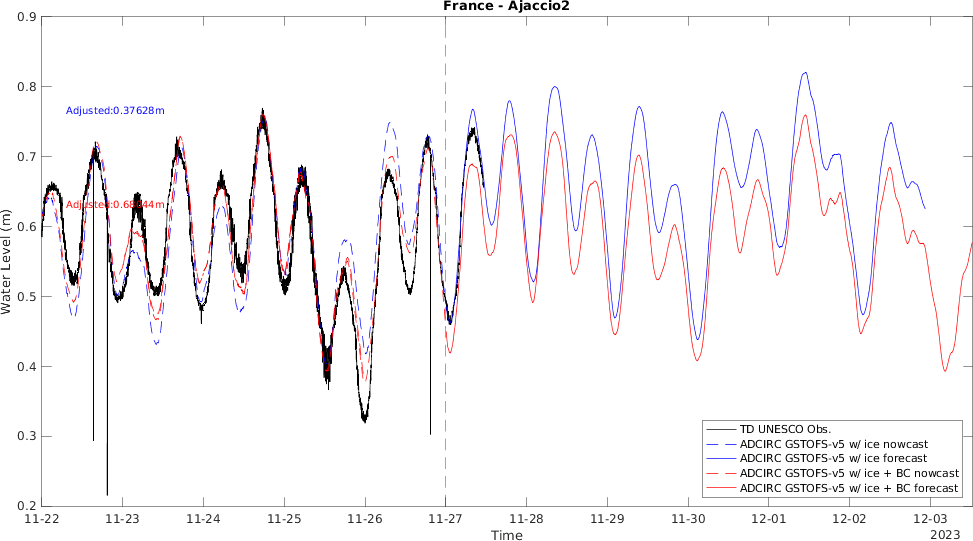 France - Ajaccio2
0.9
0.8
0.7
0.6
0.5
0.4
0.3
0.2
Water Level (m)
Adjusted:0.37628m
TD UNESCO Obs.
ADCIRC GSTOFS-v5 w/ ice nowcast
ADCIRC GSTOFS-v5 w/ ice forecast
ADCIRC GSTOFS-v5 w/ ice + BC nowcast
ADCIRC GSTOFS-v5 w/ ice + BC forecast
11-22 11-23 11-24 11-25 11-26 11-27 11-28 11-29 11-30 12-01 12-02 12-03
Time
2023